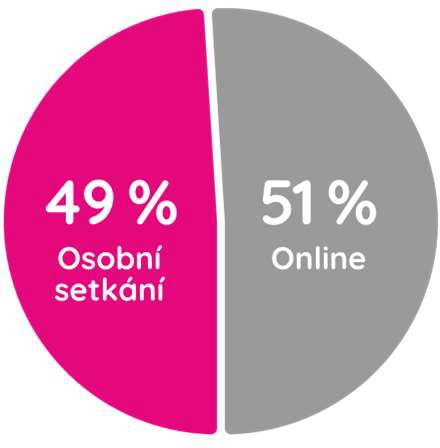 49 %
Osobní
setkání
51 %
Online